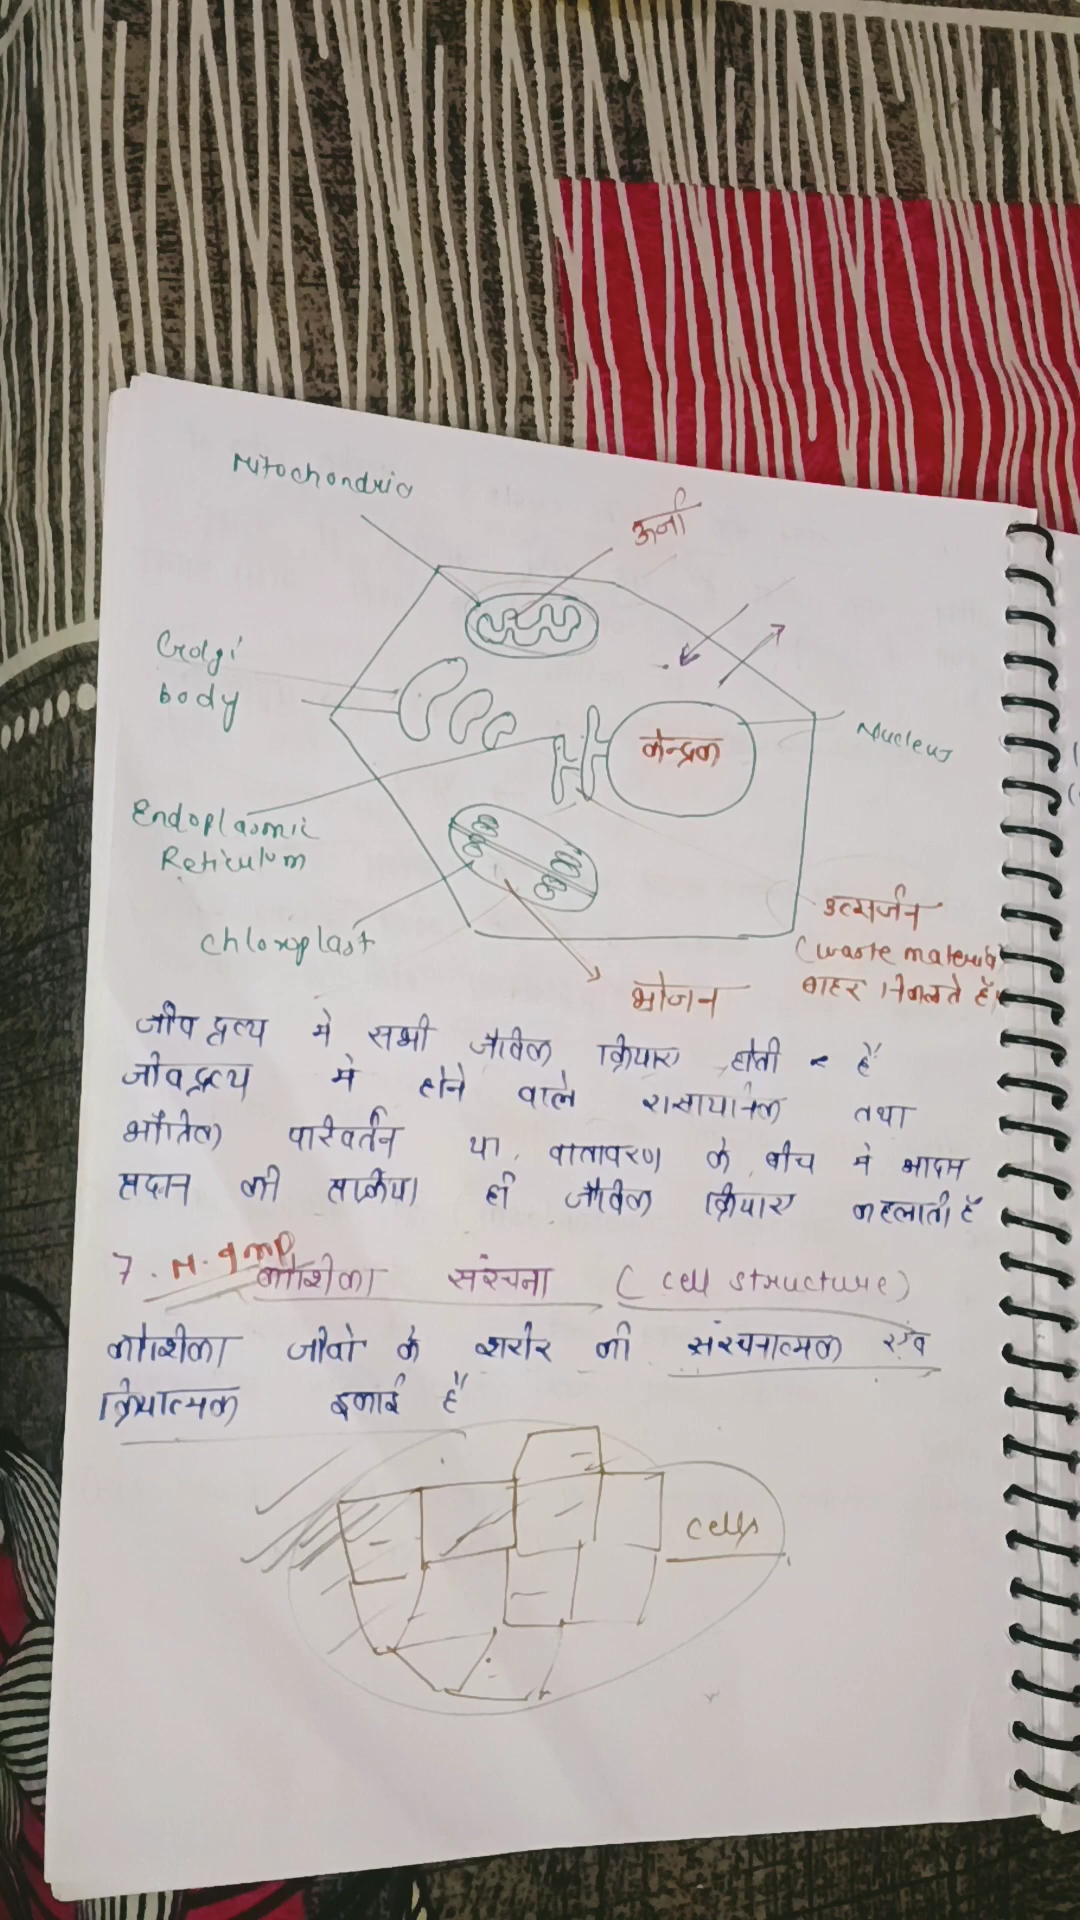 Mitochondria
ऊर्जा
Golgi
body
केन्द्रक
Nucleus
Endoplasmic
Reticulum
Chloroplast
उत्सर्जन
(waste material
बाहर निकलते हैं।
भोजन
जीव द्रव्य मे सभी जैविक क्रियाए होती है
जीवद्रव्य मे होने वाले रासायनिक तथा
भौतिक परिवर्तन या वातावरण के बीच मे आदान
प्रदान की प्रक्रिया ही जैविक क्रियाए कहलाती है
7. M. Imp
कोशिका संरचना (cell structure)
कोशिका जीवो के शरीर की संरचनात्मक एंव
क्रियात्मक इकाई है
cells